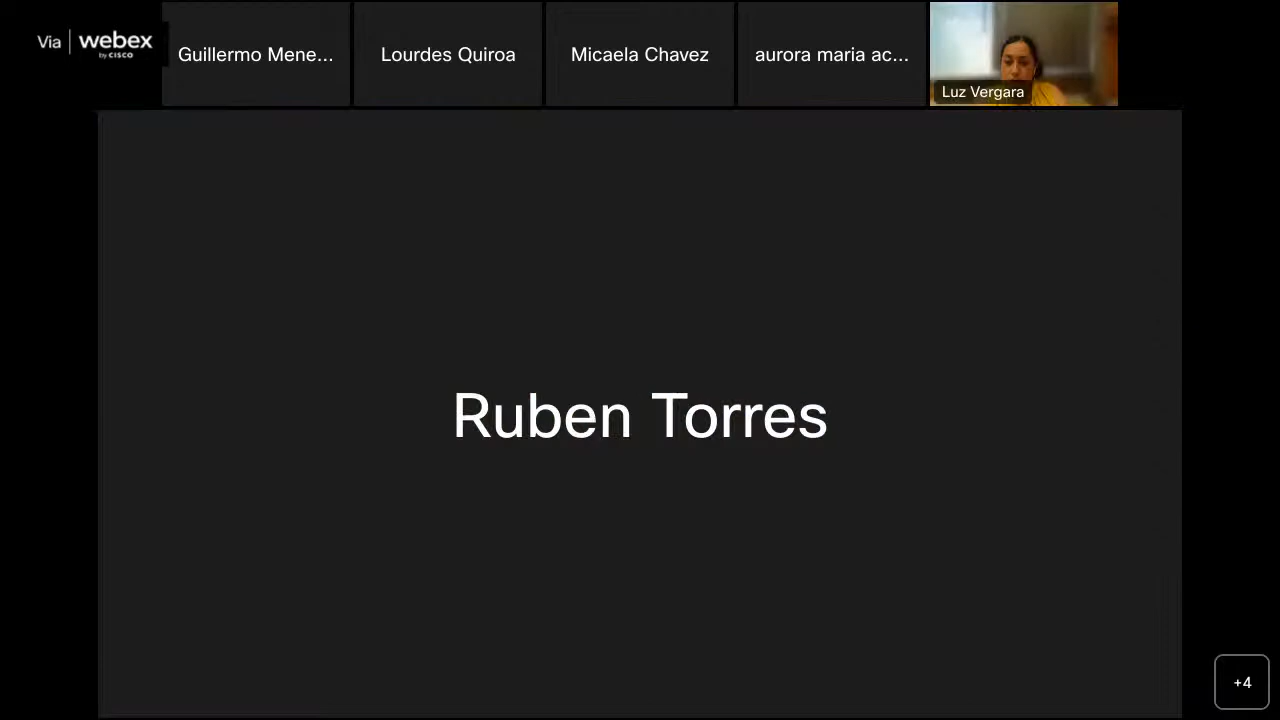 Via webex
by CISCO
Guillermo Mene...
Lourdes Quiroa
Micaela Chavez
aurora maria ac...
Luz Vergara
Ruben Torres
+4